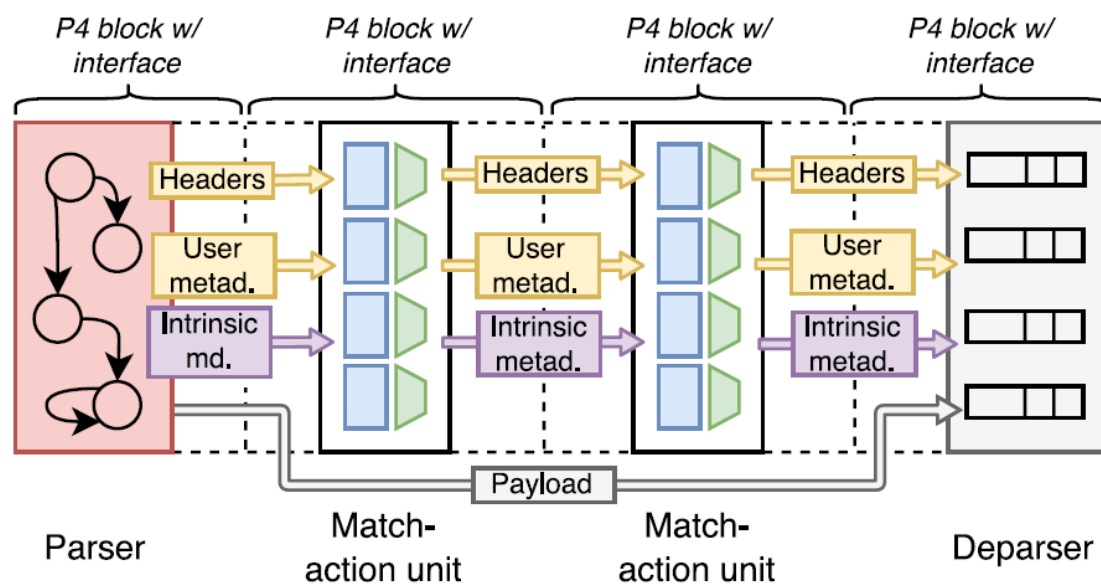 P4 block w/
interface
P4 block w/
interface
P4 block w/
interface
P4 block w/
interface
Headers
Headers
Headers
User
metad.
User
metad.
User
metad.
Intrinsic
md.
Intrinsic
metad.
Intrinsic
metad.
Payload
Parser
Match-
action unit
Match-
action unit
Deparser